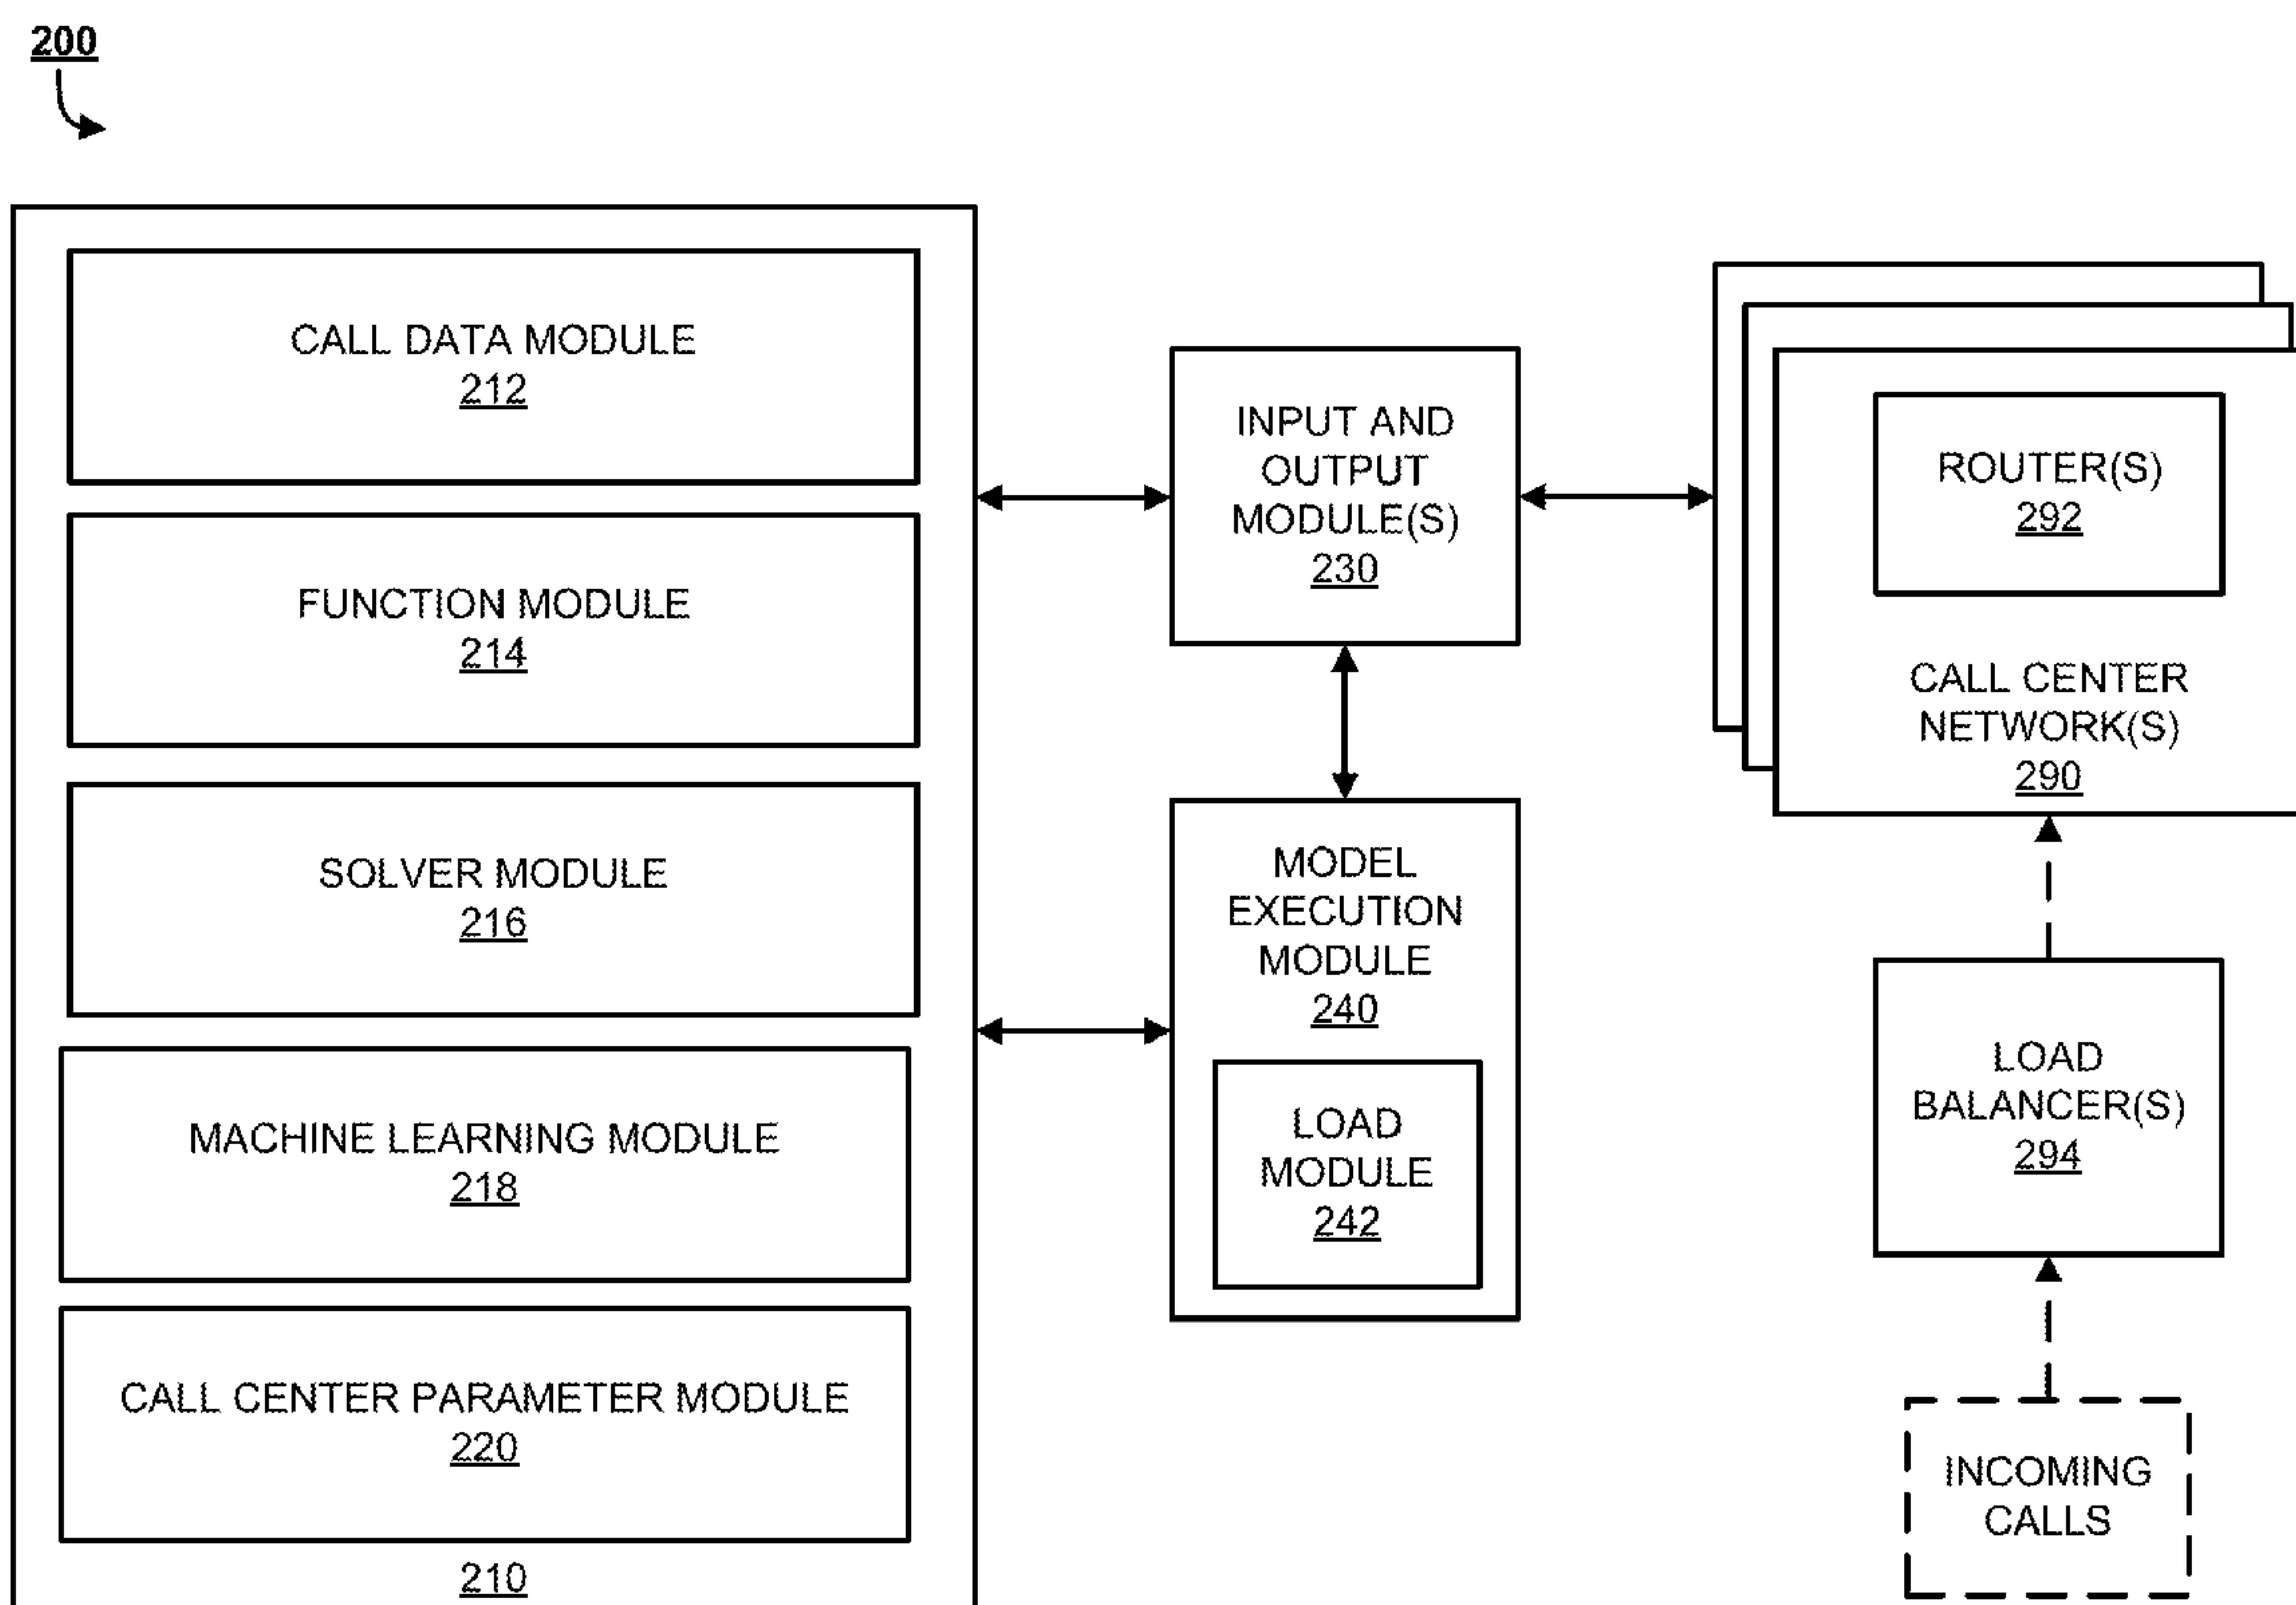 200
CALL DATA MODULE
212
FUNCTION MODULE
214
SOLVER MODULE
216
MACHINE LEARNING MODULE
218
CALL CENTER PARAMETER MODULE
220
210
INPUT AND
OUTPUT
MODULE(S)
230
MODEL
EXECUTION
MODULE
240
LOAD
MODULE
242
ROUTER(S)
292
CALL CENTER
NETWORK(S)
290
LOAD
BALANCER(S)
294
INCOMING
CALLS